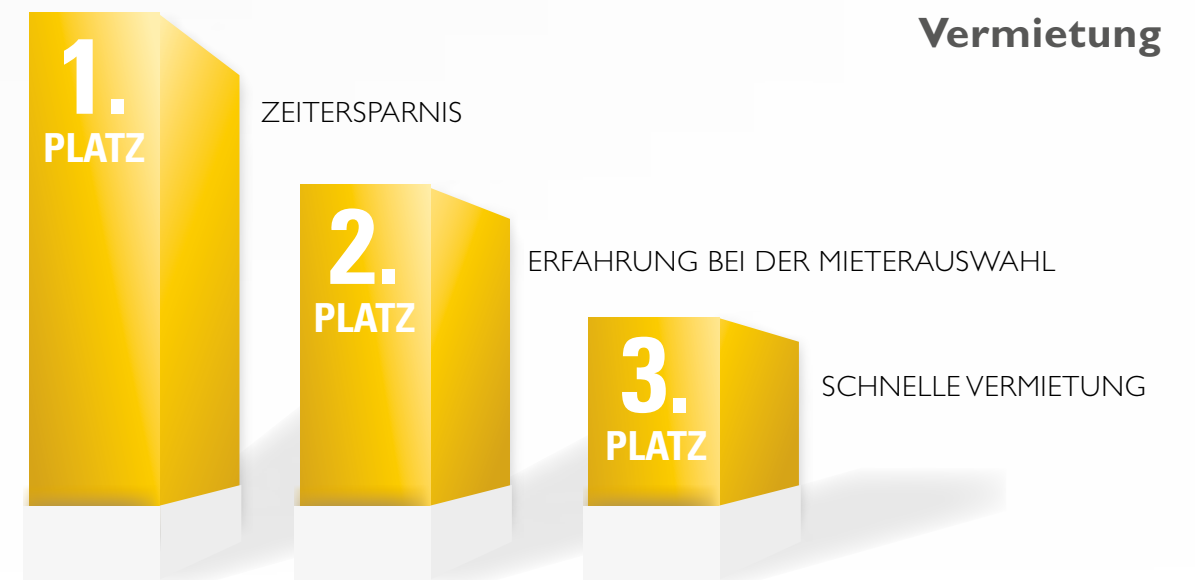 Vermietung
1.
PLATZ
ZEITERSPARNIS
2.
PLATZ
ERFAHRUNG BEI DER MIETERAUSWAHL
3.
PLATZ
SCHNELLE VERMIETUNG